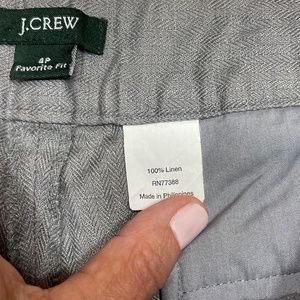 J.CREW
4P
Favorite Fit
100% Linen
RN77388
Made in Philippines